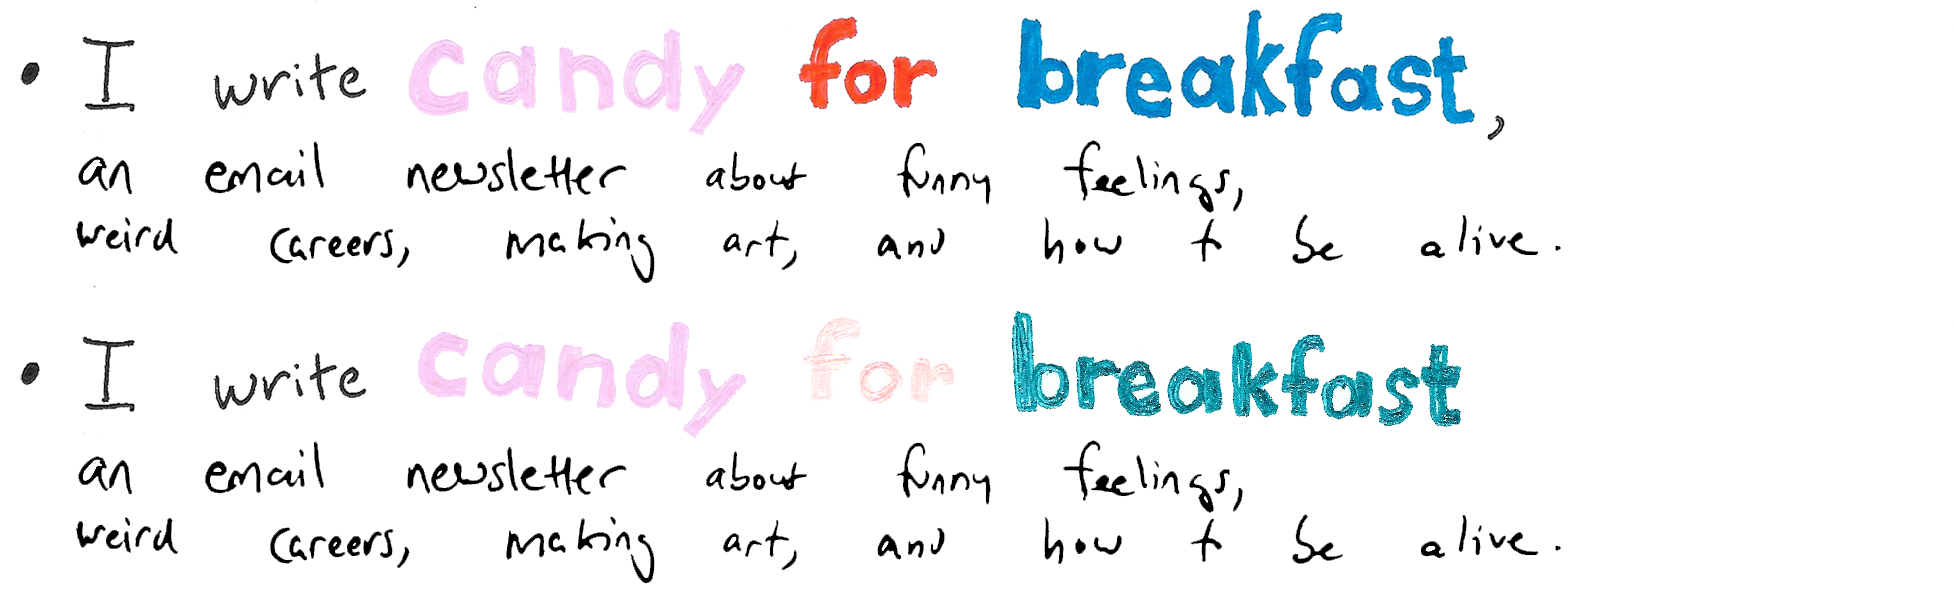 • I write candy for breakfast,
an email newsletter about funny feelings,
weird careers, making art, and how to be alive.
• I write candy for breakfast
an email newsletter about funny feelings,
weird careers, making art, and how to be alive.